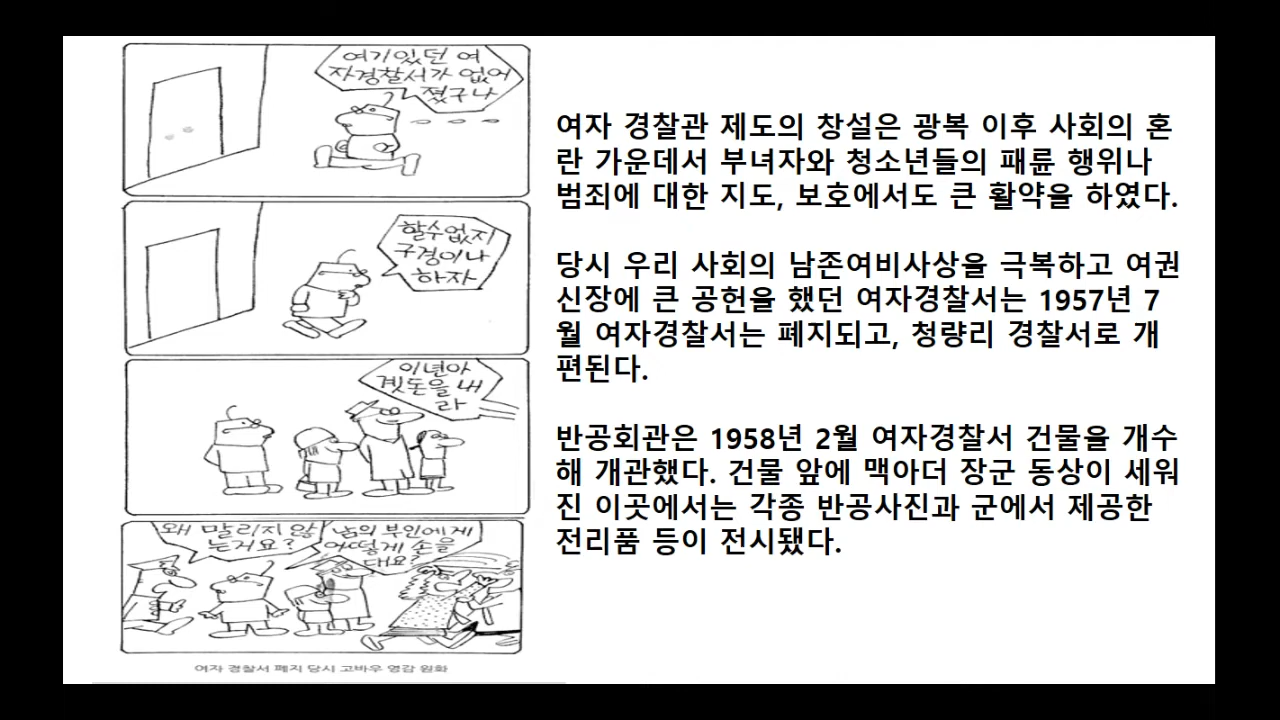 여기있던 여
자경찰서가 없어
졌구나
할수없지
구경이나
하자
이년아
곗돈을 내
라
왜 말리지 않
는거요?
남의 부인에게
어떻게 손을
대요?
여자 경찰서 폐지 당시 고바우 영감 원화
여자 경찰관 제도의 창설은 광복 이후 사회의 혼
란 가운데서 부녀자와 청소년들의 패륜 행위나
범죄에 대한 지도, 보호에서도 큰 활약을 하였다.
당시 우리 사회의 남존여비사상을 극복하고 여권
신장에 큰 공헌을 했던 여자경찰서는 1957년 7
월 여자경찰서는 폐지되고, 청량리 경찰서로 개
편된다.
반공회관은 1958년 2월 여자경찰서 건물을 개수
해 개관했다. 건물 앞에 맥아더 장군 동상이 세워
진 이곳에서는 각종 반공사진과 군에서 제공한
전리품 등이 전시됐다.